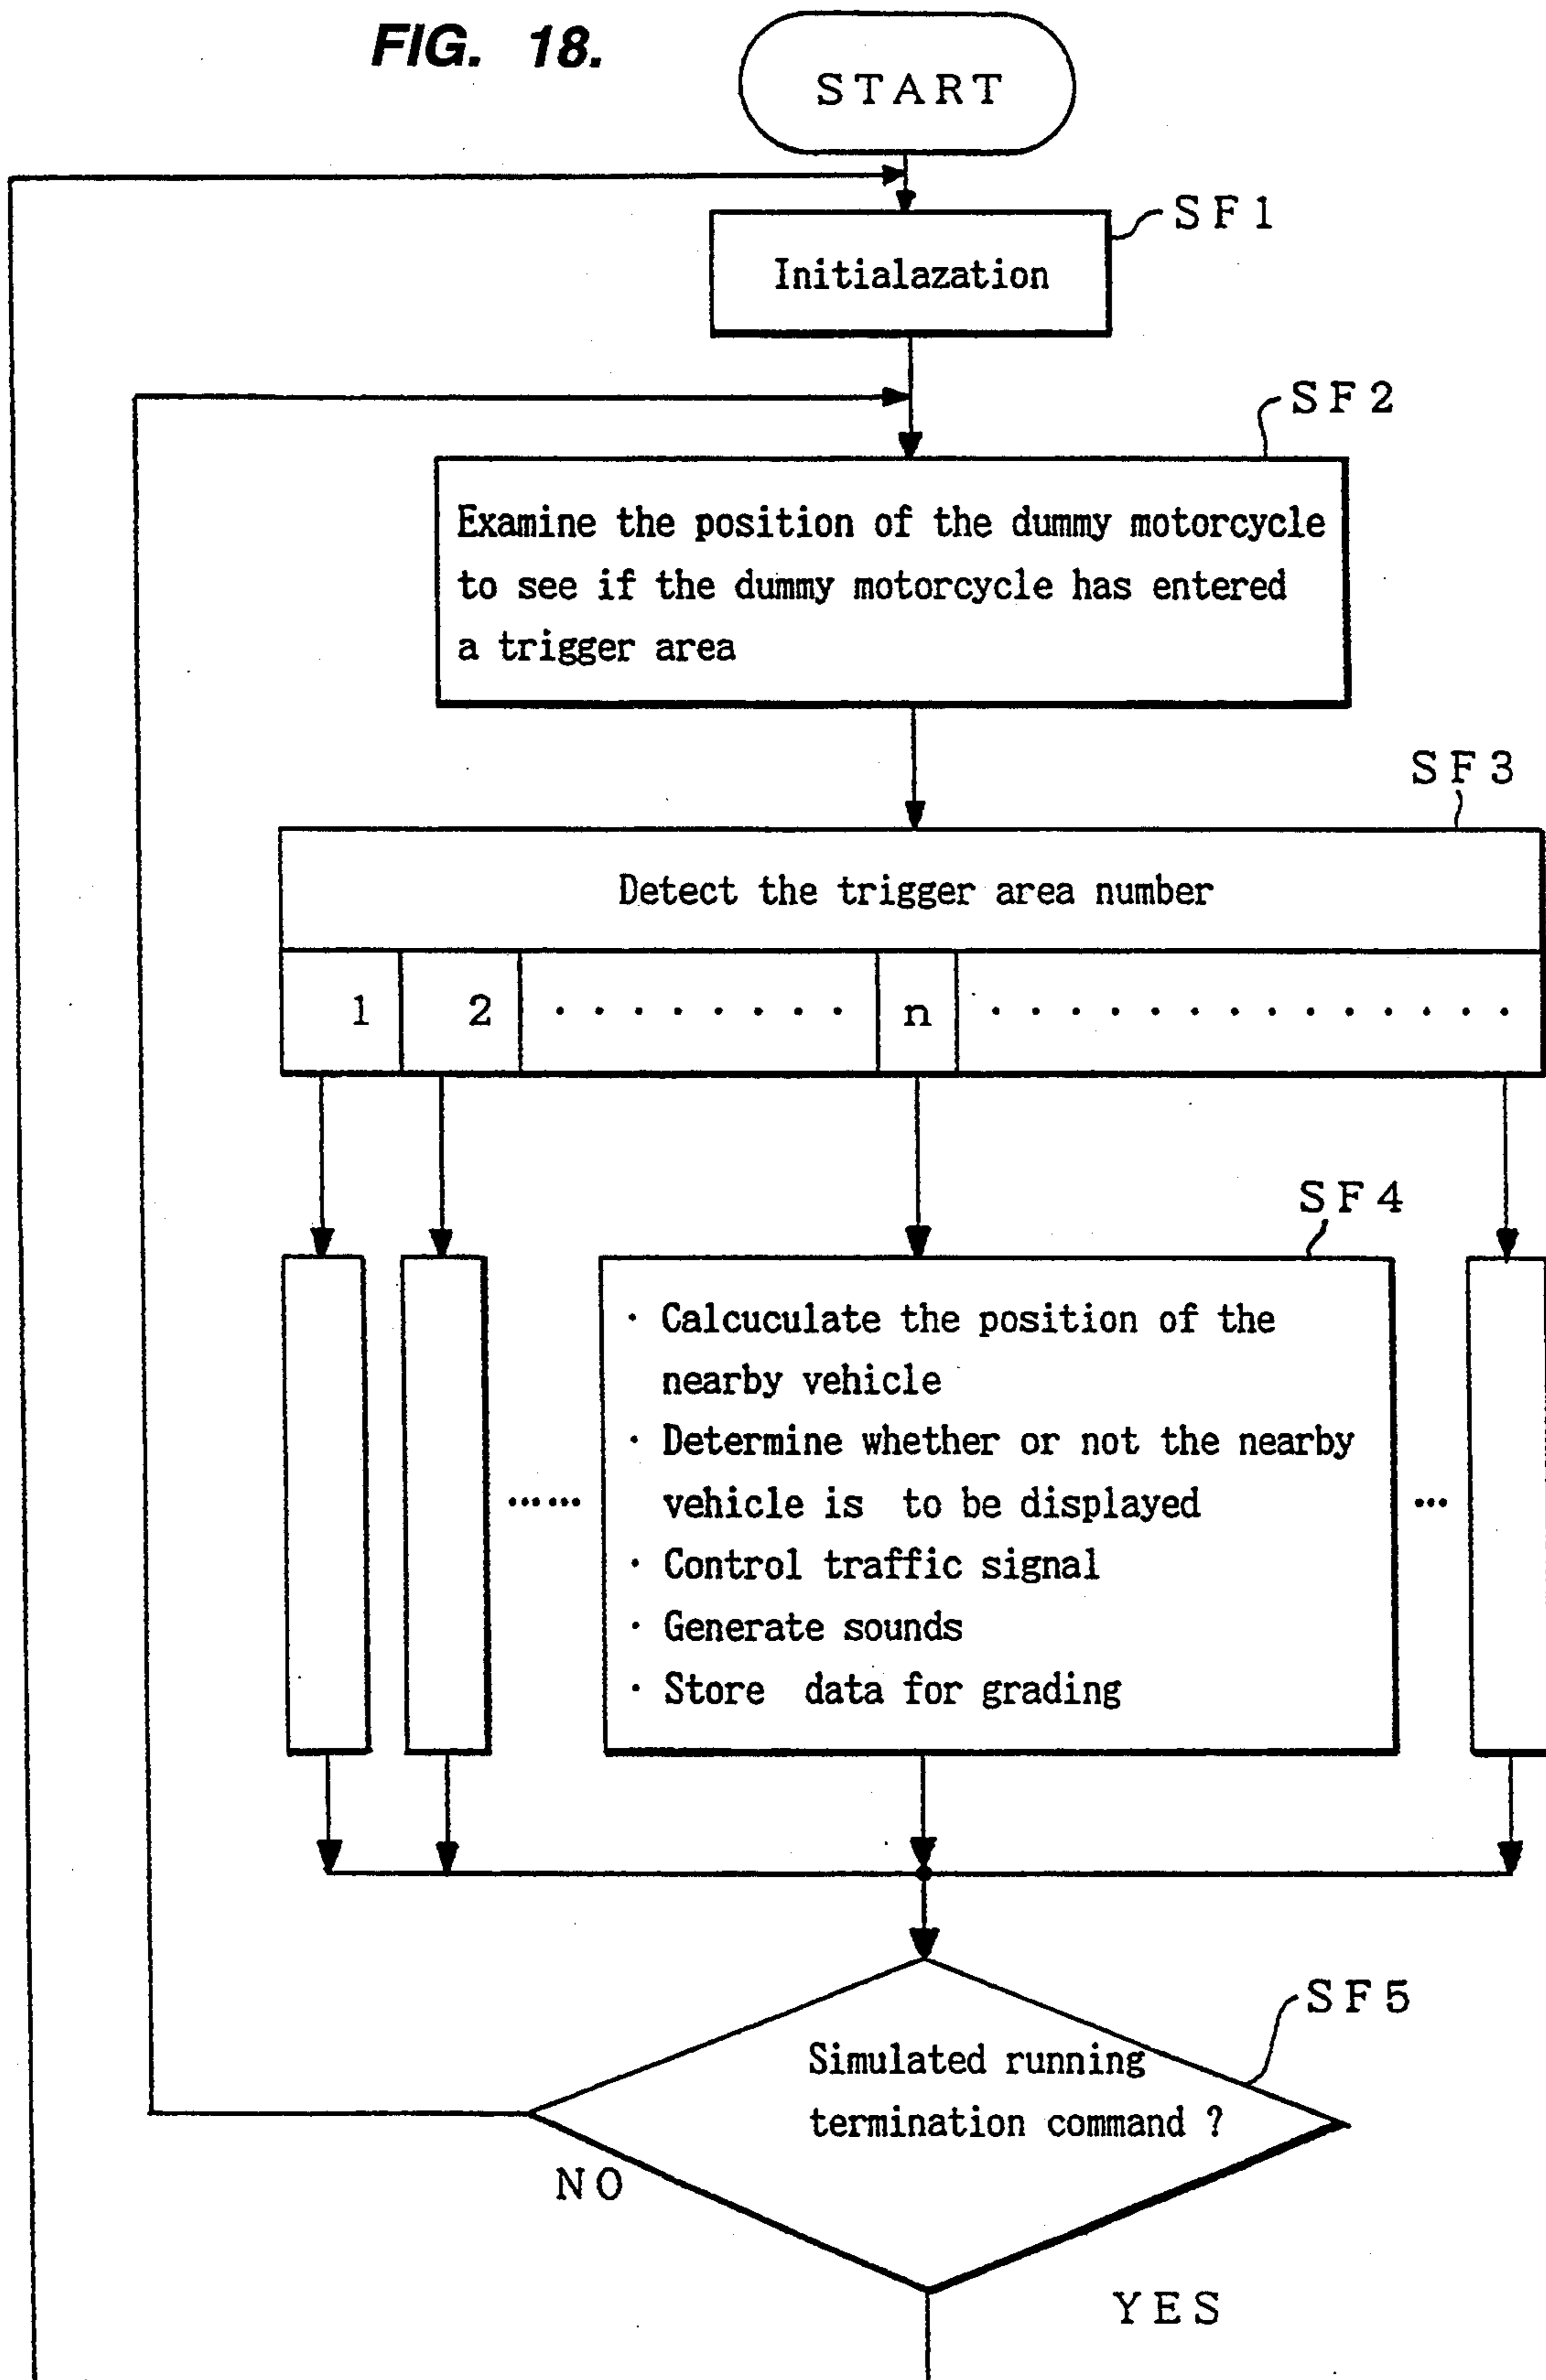 FIG. 18.
START
SF1
Initialazation
SF2
Examine the position of the dummy motorcycle
to see if the dummy motorcycle has entered
a trigger area
SF3
Detect the trigger area number
1 2 ········ n ··············
SF4
· Calcuculate the position of the
nearby vehicle
· Determine whether or not the nearby
vehicle is to be displayed
· Control traffic signal
· Generate sounds
· Store data for grading
······ ···
SF5
Simulated running
termination command ?
NO
YES